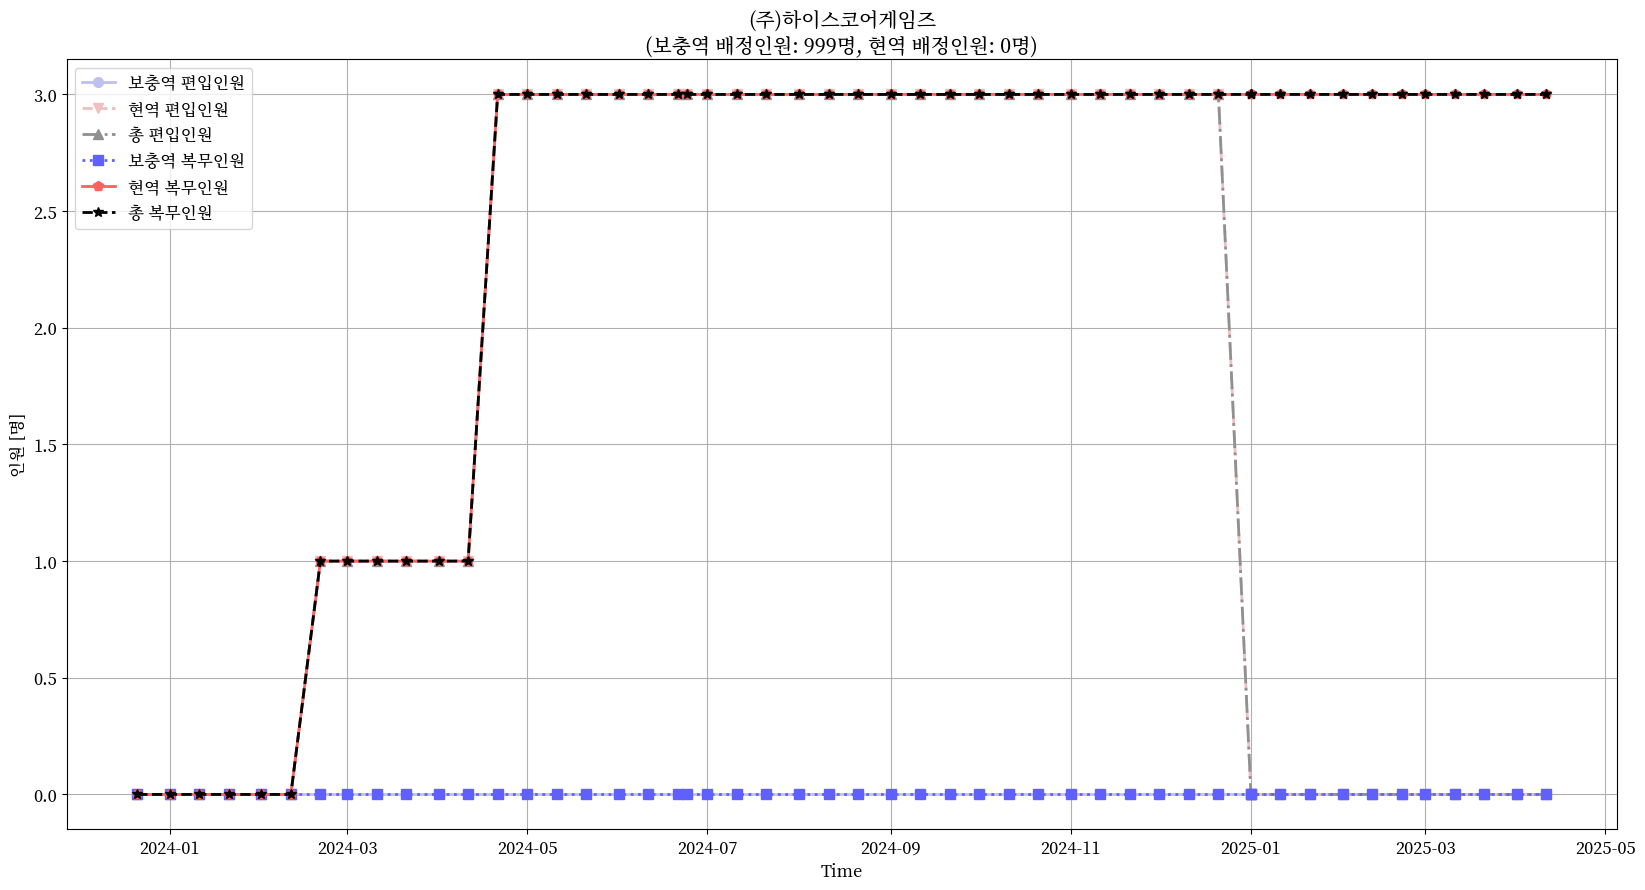 (주)하이스코어게임즈
(보충역 배정인원: 999명, 현역 배정인원: 0명)
보충역 편입인원
현역 편입인원
총 편입인원
보충역 복무인원
현역 복무인원
총 복무인원
3.0
2.5
2.0
1.5
1.0
0.5
0.0
인원 [명]
2024-01 2024-03 2024-05 2024-07 2024-09 2024-11 2025-01 2025-03 2025-05
Time